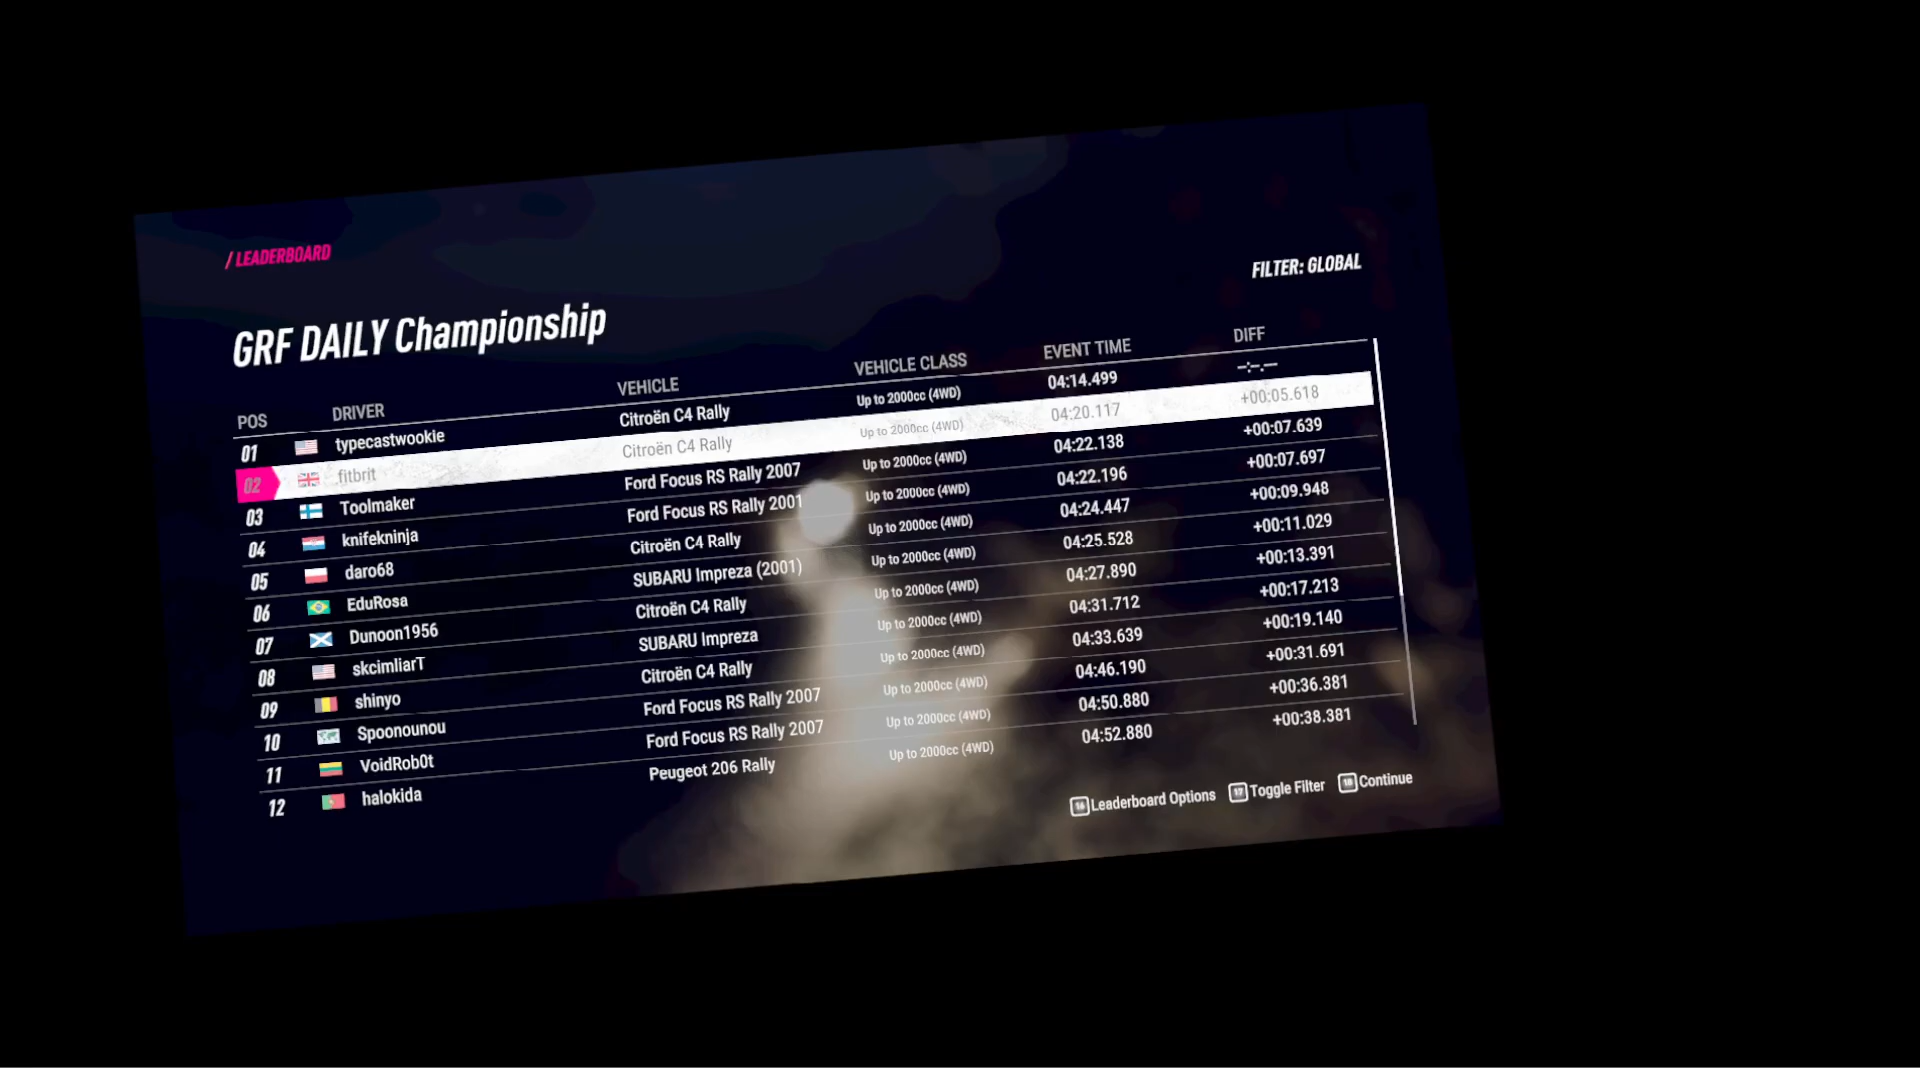 / LEADERBOARD
FILTER: GLOBAL
GRF DAILY Championship
POS DRIVER VEHICLE VEHICLE CLASS EVENT TIME DIFF
01 typecastwookie Citroën C4 Rally Up to 2000cc (4WD) 04:14.499 --:--.---
02 fitbrit Citroën C4 Rally Up to 2000cc (4WD) 04:20.117 +00:05.618
03 Toolmaker Ford Focus RS Rally 2007 Up to 2000cc (4WD) 04:22.138 +00:07.639
04 knifekninja Ford Focus RS Rally 2001 Up to 2000cc (4WD) 04:22.196 +00:07.697
05 daro68 Citroën C4 Rally Up to 2000cc (4WD) 04:24.447 +00:09.948
06 EduRosa SUBARU Impreza (2001) Up to 2000cc (4WD) 04:25.528 +00:11.029
07 Dunoon1956 Citroën C4 Rally Up to 2000cc (4WD) 04:27.890 +00:13.391
08 skcimliarT SUBARU Impreza Up to 2000cc (4WD) 04:31.712 +00:17.213
09 shinyo Citroën C4 Rally Up to 2000cc (4WD) 04:33.639 +00:19.140
10 Spoonounou Ford Focus RS Rally 2007 Up to 2000cc (4WD) 04:46.190 +00:31.691
11 VoidRob0t Ford Focus RS Rally 2007 Up to 2000cc (4WD) 04:50.880 +00:36.381
12 halokida Peugeot 206 Rally Up to 2000cc (4WD) 04:52.880 +00:38.381
16 Leaderboard Options 17 Toggle Filter 18 Continue